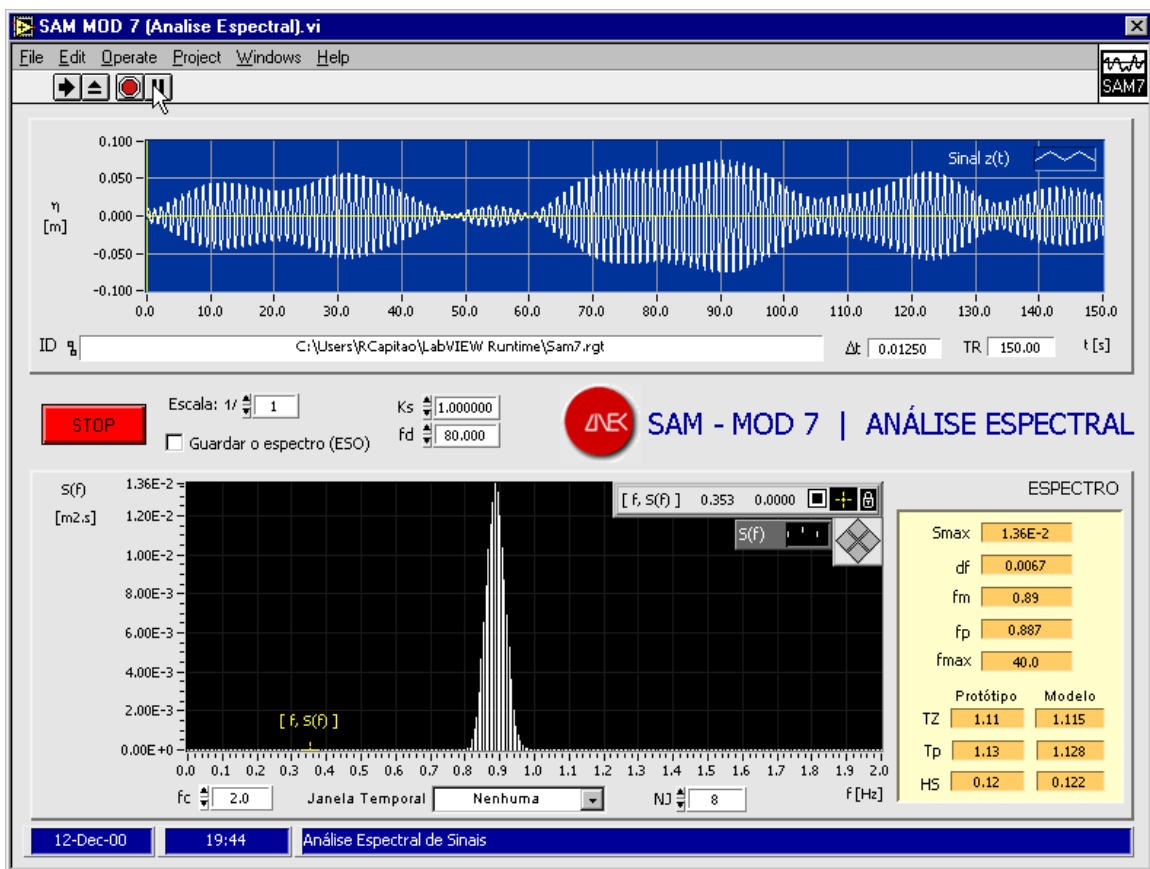 SAM MOD 7 (Analise Espectral).vi
File Edit Operate Project Windows Help
SAM7
0.100
0.050
0.000
-0.050
-0.100
η
[m]
Sinal z(t)
0.0 10.0 20.0 30.0 40.0 50.0 60.0 70.0 80.0 90.0 100.0 110.0 120.0 130.0 140.0 150.0
ID C:\Users\RCapitao\LabVIEW Runtime\Sam7.rgt Δt 0.01250 TR 150.00 t [s]
STOP
Escala: 1/ 1
Guardar o espectro (ESO)
Ks 1.000000
fd 80.000
LNEC
SAM - MOD 7 | ANÁLISE ESPECTRAL
S(f)
[m2.s]
1.36E-2
1.20E-2
1.00E-2
8.00E-3
6.00E-3
4.00E-3
2.00E-3
0.00E+0
[ f, S(f) ] 0.353 0.0000
S(f)
[ f, S(f) ]
0.0 0.1 0.2 0.3 0.4 0.5 0.6 0.7 0.8 0.9 1.0 1.1 1.2 1.3 1.4 1.5 1.6 1.7 1.8 1.9 2.0
fc 2.0 Janela Temporal Nenhuma NJ 8 f [Hz]
ESPECTRO
Smax 1.36E-2
df 0.0067
fm 0.89
fp 0.887
fmax 40.0
Protótipo Modelo
TZ 1.11 1.115
Tp 1.13 1.128
HS 0.12 0.122
12-Dec-00 19:44 Análise Espectral de Sinais